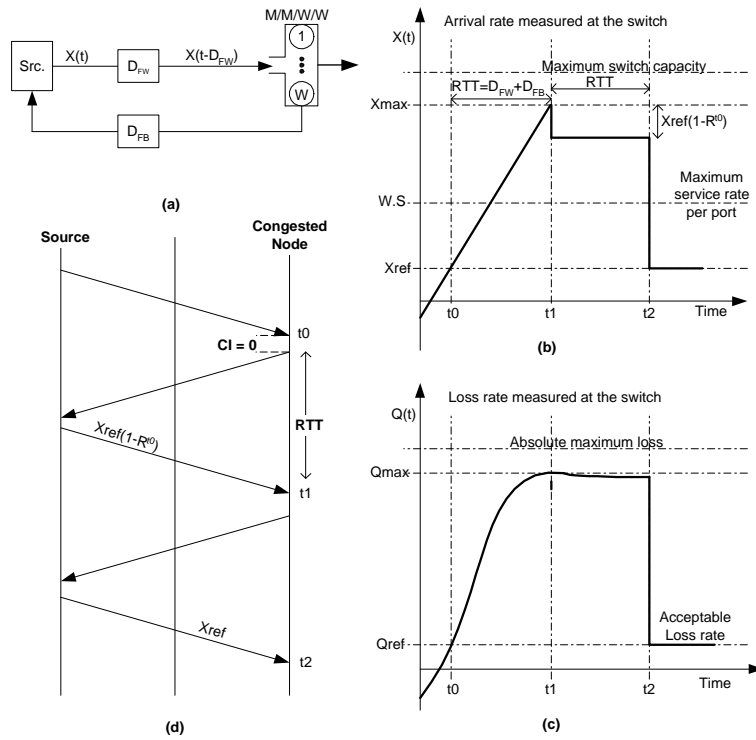 M/M/W/W
Src.
X(t)
D_FW
X(t-D_FW)
1
W
D_FB
(a)
Arrival rate measured at the switch
X(t)
Maximum switch capacity
RTT=D_FW+D_FB
RTT
Xmax
Xref(1-R^t0)
W.S
Maximum
service rate
per port
Xref
t0
t1
t2
Time
(b)
Source
Congested
Node
t0
CI = 0
RTT
Xref(1-R^t0)
t1
Xref
t2
(d)
Loss rate measured at the switch
Q(t)
Absolute maximum loss
Qmax
Acceptable
Loss rate
Qref
t0
t1
t2
Time
(c)